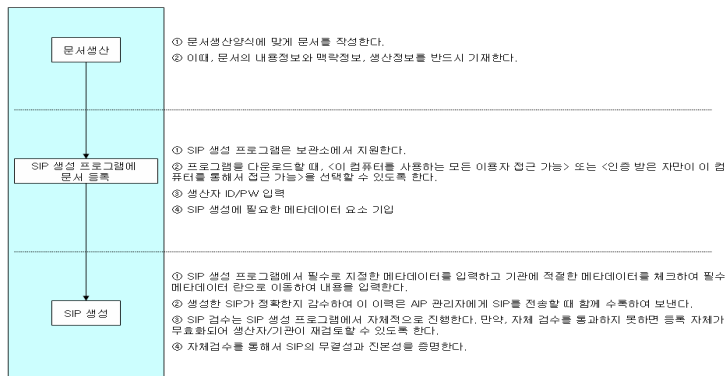 문서생산
① 문서생산양식에 맞게 문서를 작성한다.
② 이때, 문서의 내용정보와 맥락정보, 생산정보를 반드시 기재한다.
SIP 생성 프로그램에
문서 등록
① SIP 생성 프로그램은 보관소에서 지원한다.
② 프로그램을 다운로드할 때, <이 컴퓨터를 사용하는 모든 이용자 접근 가능> 또는 <인증 받은 자만이 이 컴
퓨터를 통해서 접근 가능>을 선택할 수 있도록 한다.
③ 생산자 ID/PW 입력
④ SIP 생성에 필요한 메타데이터 요소 기입
SIP 생성
① SIP 생성 프로그램에서 필수로 지정한 메타데이터를 입력하고 기관에 적절한 메타데이터를 체크하여 필수
메타데이터 란으로 이동하여 내용을 입력한다.
② 생성한 SIP가 정확한지 감수하여 이 이력은 AIP 관리자에게 SIP를 전송할 때 함께 수록하여 보낸다.
③ SIP 검수는 SIP 생성 프로그램에서 자체적으로 진행한다. 만약, 자체 검수를 통과하지 못하면 등록 자체가
무효화되어 생산자/기관이 재검토할 수 있도록 한다.
④ 자체검수를 통해서 SIP의 무결성과 진본성을 증명한다.